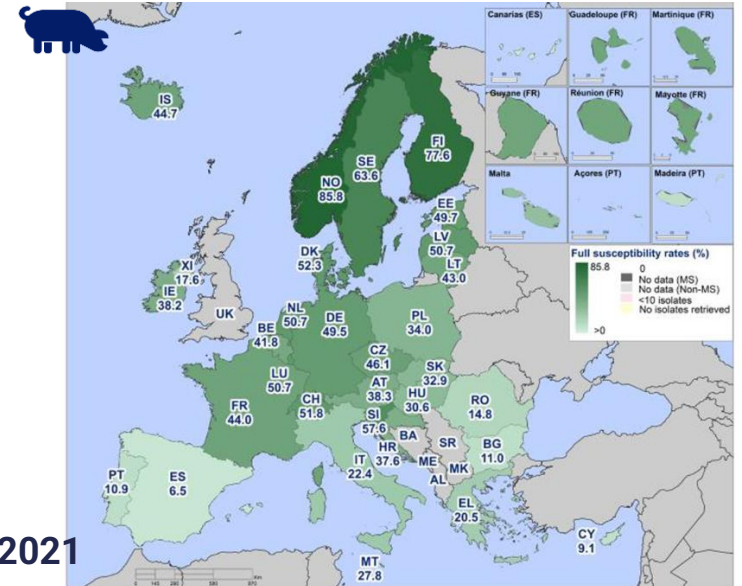 Canarias (ES)
Guadeloupe (FR)
Martinique (FR)
Guyane (FR)
Réunion (FR)
Mayotte (FR)
Malta
Açores (PT)
Madeira (PT)
Full susceptibility rates (%)
85.8
>0
0
No data (MS)
No data (Non-MS)
<10 isolates
No isolates retrieved
IS
44.7
FI
77.6
SE
63.6
NO
85.8
EE
49.7
LV
50.7
LT
43.0
DK
52.3
XI
17.6
IE
38.2
UK
NL
50.7
DE
49.5
PL
34.0
BE
41.8
CZ
46.1
LU
50.7
SK
32.9
AT
38.3
HU
30.6
CH
51.8
RO
14.8
FR
44.0
SI
57.6
HR
37.6
BA
SR
BG
11.0
IT
22.4
ME
MK
AL
PT
10.9
ES
6.5
EL
20.5
CY
9.1
MT
27.8
2021